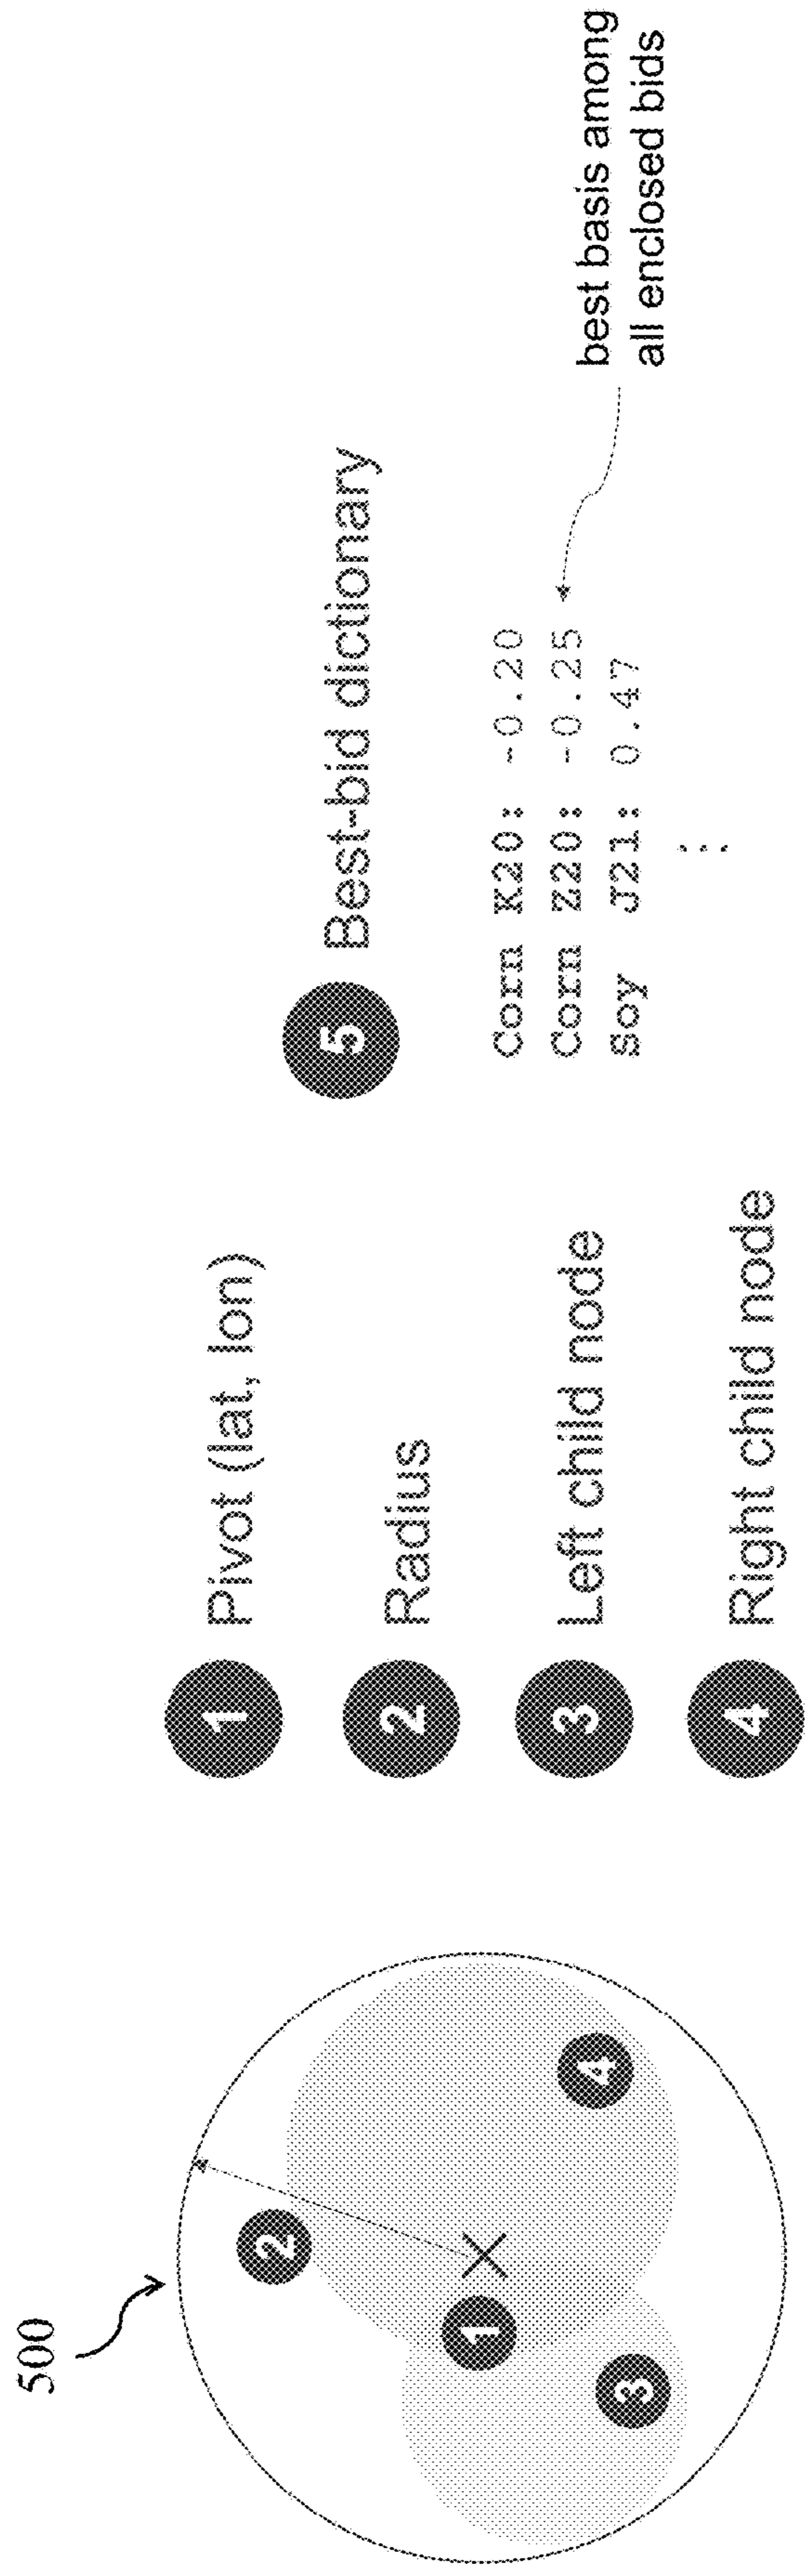 500
1
2
3
4
1 Pivot (lat, lon)
2 Radius
3 Left child node
4 Right child node
5 Best-bid dictionary
Corn K20: -0.20
Corn Z20: -0.25
Soy J21: 0.47
⋮
best basis among
all enclosed bids